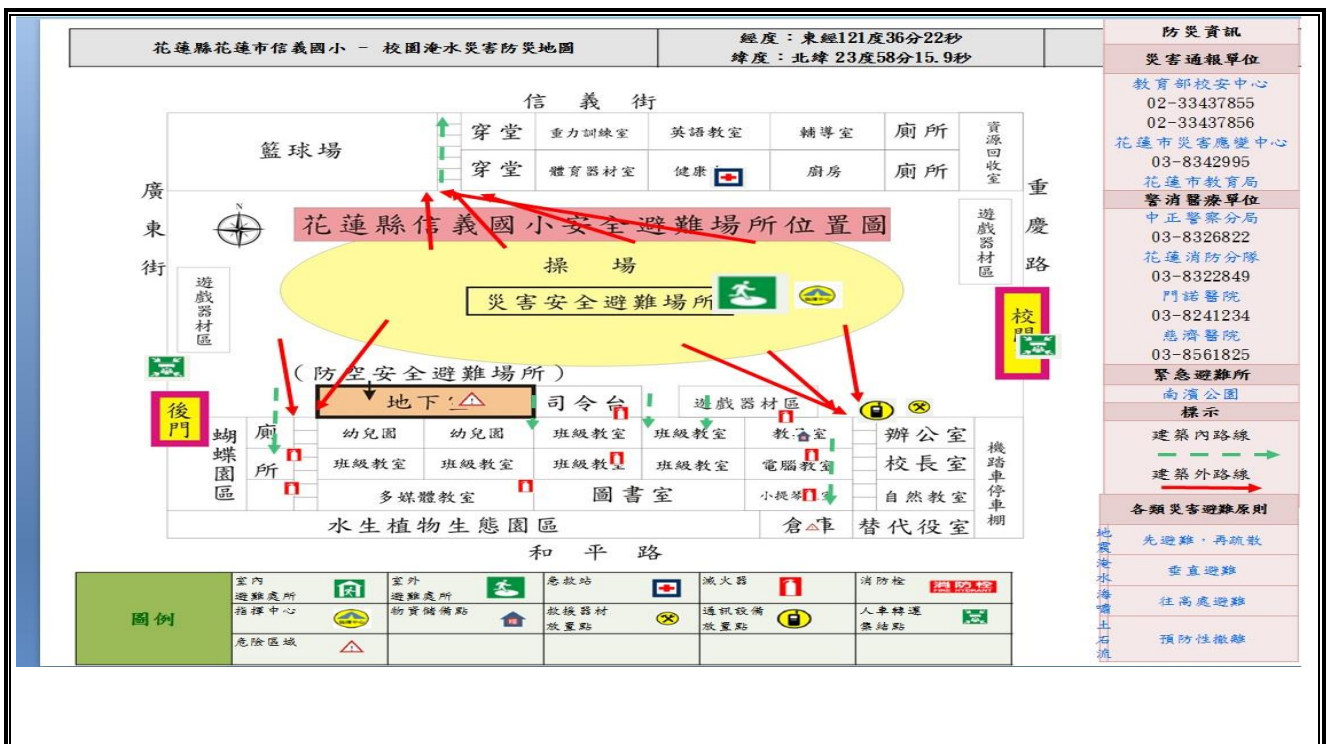 花蓮縣花蓮市信義國小 - 校園淹水災害防災地圖
經度：東經121度36分22秒
緯度：北緯 23度58分15.9秒
信義街
籃球場
穿堂
重力訓練室
英語教室
輔導室
廁所
資源回收室
穿堂
體育器材室
健康
廚房
廁所
廣東街
重慶路
N
花蓮縣信義國小安全避難場所位置圖
遊戲器材區
操場
災害安全避難場所
指揮中心
遊戲器材區
校門
（防空安全避難場所）
後門
地下
司令台
遊戲器材區
蝴蝶園區
廁所
幼兒園
幼兒園
班級教室
班級教室
教 室
辦公室
機踏車停車棚
班級教室
班級教室
班級教室
班級教室
電腦教室
校長室
多媒體教室
圖書室
小提琴 室
自然教室
水生植物生態園區
倉庫
替代役室
和平路
圖例
室內
避難處所
室外
避難處所
急救站
滅火器
消防栓
消防栓
FIRE HYDRANT
指揮中心
指揮中心
物資儲備點
救援器材
放置點
通訊設備
放置點
人車轉運
集結點
危險區域
防災資訊
災害通報單位
教育部校安中心
02-33437855
02-33437856
花蓮市災害應變中心
03-8342995
花蓮市教育局
警消醫療單位
中正警察分局
03-8326822
花蓮消防分隊
03-8322849
門諾醫院
03-8241234
慈濟醫院
03-8561825
緊急避難所
南濱公園
標示
建築內路線
建築外路線
各類災害避難原則
地震
先避難，再疏散
淹水
垂直避難
海嘯
往高處避難
土石流
預防性撤離